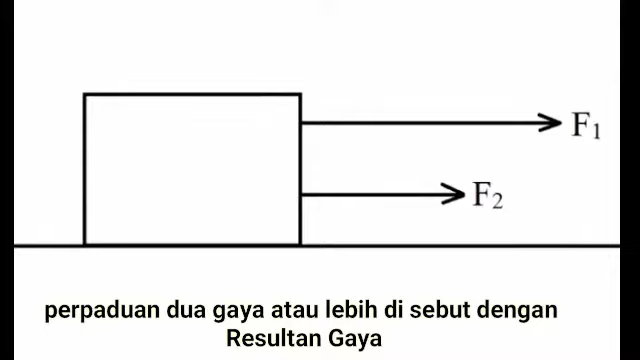 F₁
F₂
perpaduan dua gaya atau lebih di sebut dengan
Resultan Gaya